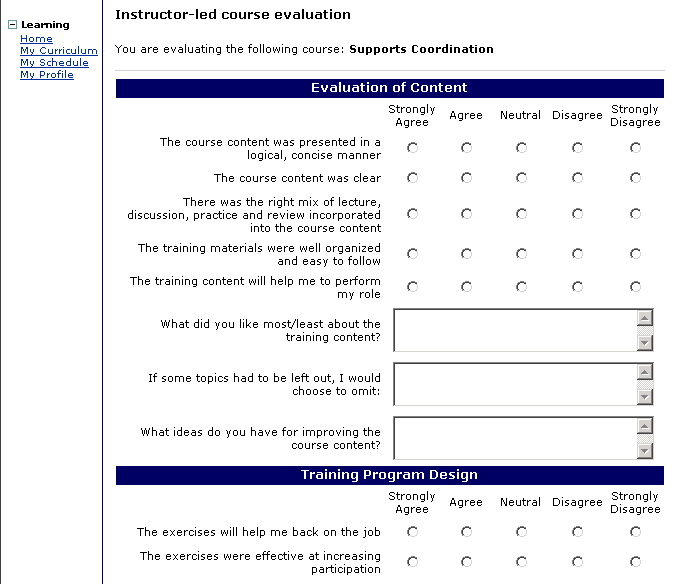 Learning
Home
My Curriculum
My Schedule
My Profile
Instructor-led course evaluation
You are evaluating the following course: Supports Coordination
Evaluation of Content
Strongly Agree Agree Neutral Disagree Strongly Disagree
The course content was presented in a
logical, concise manner
The course content was clear
There was the right mix of lecture,
discussion, practice and review incorporated
into the course content
The training materials were well organized
and easy to follow
The training content will help me to perform
my role
What did you like most/least about the
training content?
If some topics had to be left out, I would
choose to omit:
What ideas do you have for improving the
course content?
Training Program Design
Strongly Agree Agree Neutral Disagree Strongly Disagree
The exercises will help me back on the job
The exercises were effective at increasing
participation